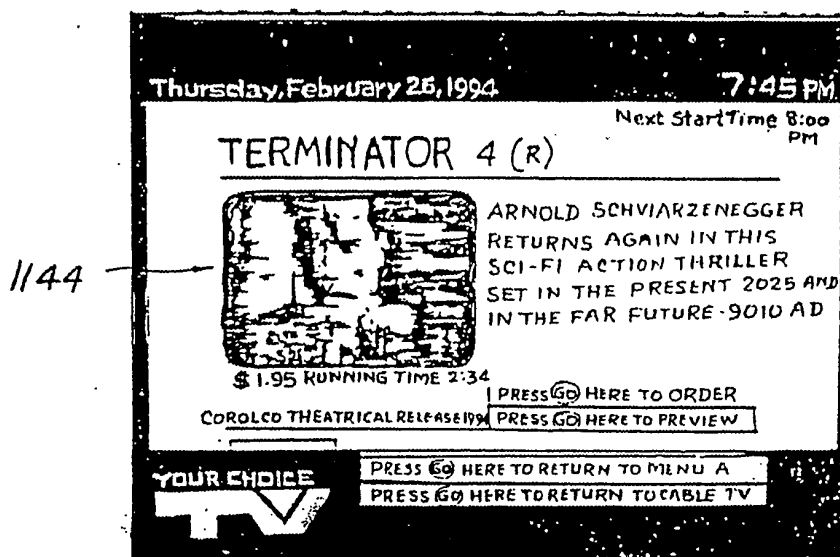 Thursday, February 26, 1994
7:45 PM
Next Start Time 8:00
PM
TERMINATOR 4 (R)
ARNOLD SCHVIARZENEGGER
RETURNS AGAIN IN THIS
SCI-FI ACTION THRILLER
SET IN THE PRESENT 2025 AND
IN THE FAR FUTURE-9010 AD
1144
$ 1.95 RUNNING TIME 2:34
PRESS GO HERE TO ORDER
COROLCO THEATRICAL RELEASE 1994
PRESS GO HERE TO PREVIEW
YOUR CHOICE
TV
PRESS GO HERE TO RETURN TO MENU A
PRESS GO HERE TO RETURN TO CABLE TV